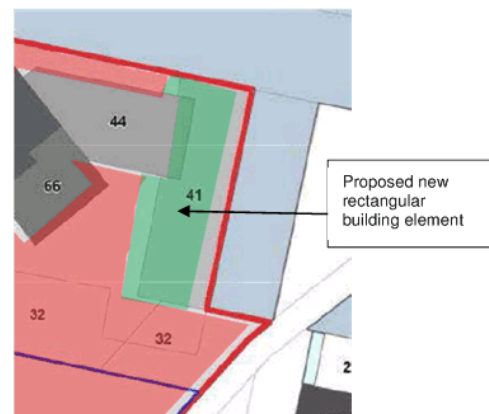 44
66
41
Proposed new
rectangular
building element
32
32
2